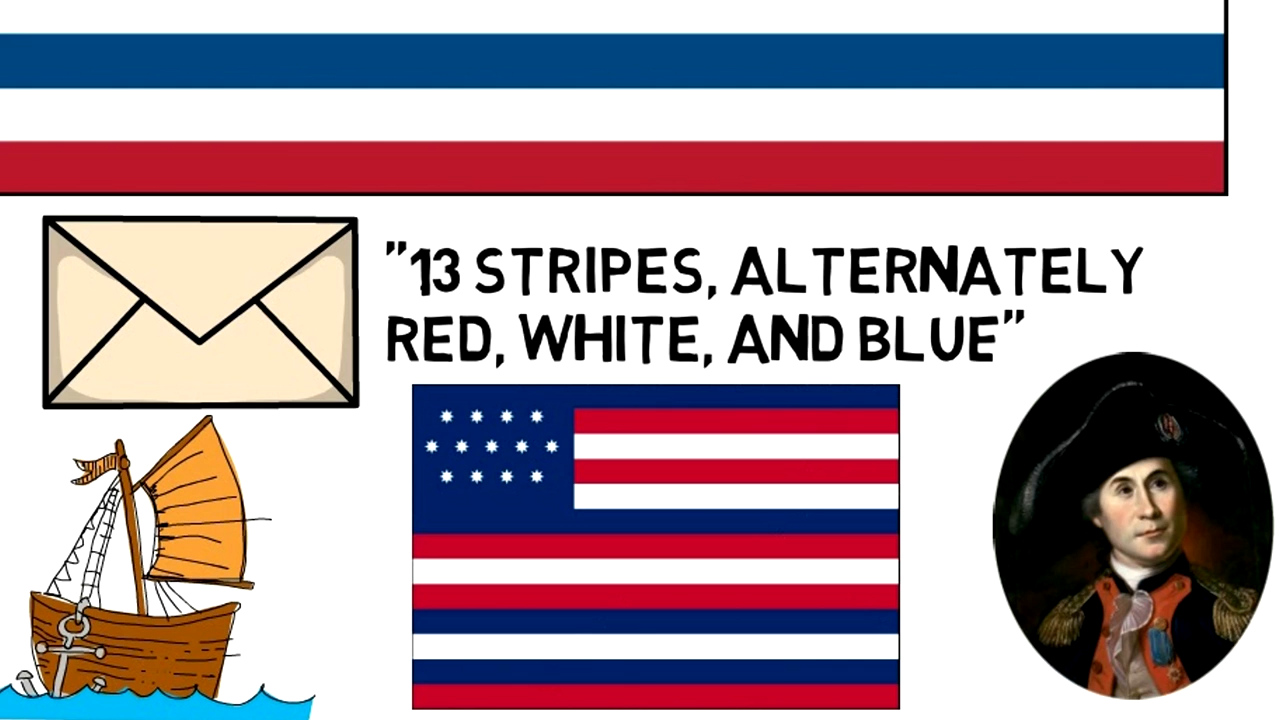 "13 STRIPES, ALTERNATELY
RED, WHITE, AND BLUE"